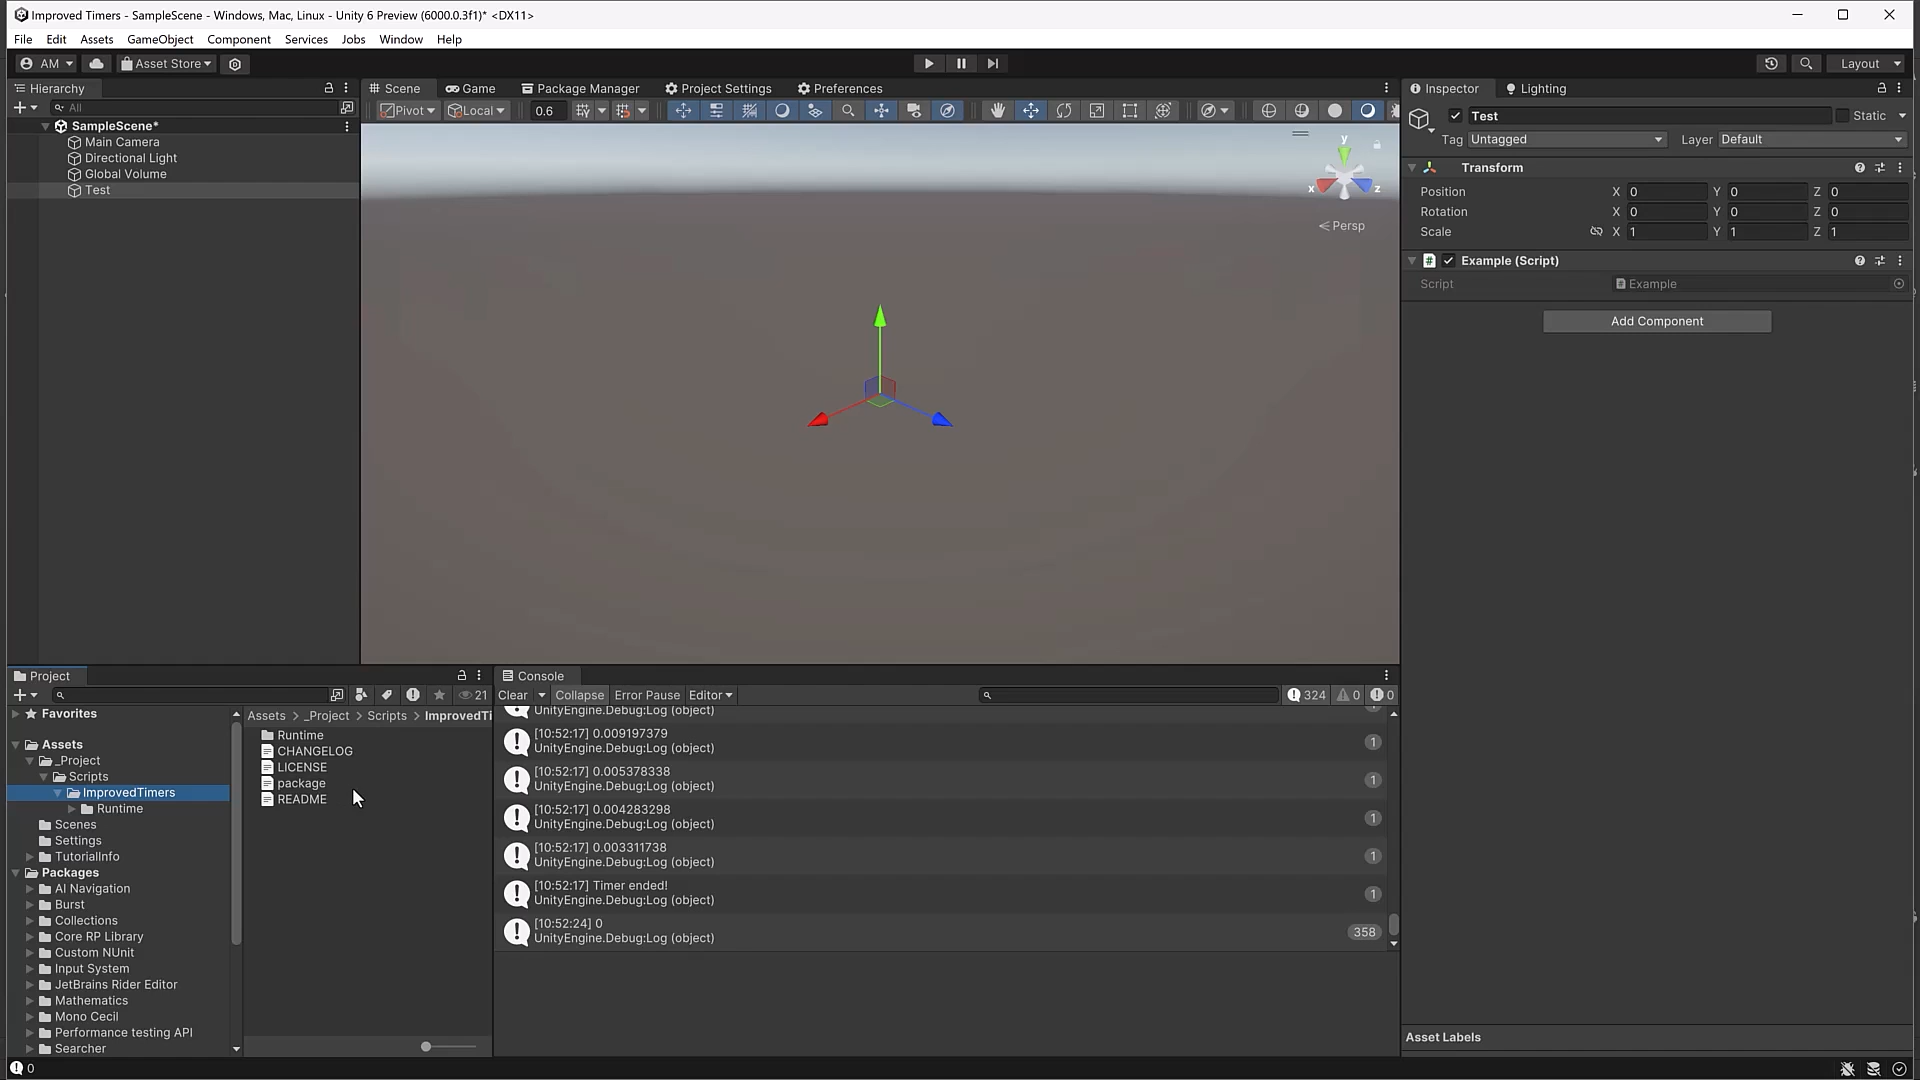 Improved Timers - SampleScene - Windows, Mac, Linux - Unity 6 Preview (6000.0.3f1)* <DX11>
File Edit Assets GameObject Component Services Jobs Window Help
AM Asset Store Layout
Hierarchy
All
SampleScene*
Main Camera
Directional Light
Global Volume
Test
Scene Game Package Manager Project Settings Preferences
Pivot Local 0.6
y
x z
Persp
Inspector Lighting
Test Static
Tag Untagged Layer Default
Transform
Position X 0 Y 0 Z 0
Rotation X 0 Y 0 Z 0
Scale X 1 Y 1 Z 1
Example (Script)
Script Example
Add Component
Asset Labels
Project
21
Favorites
Assets
_Project
Scripts
ImprovedTimers
Runtime
Scenes
Settings
TutorialInfo
Packages
AI Navigation
Burst
Collections
Core RP Library
Custom NUnit
Input System
JetBrains Rider Editor
Mathematics
Mono Cecil
Performance testing API
Searcher
Assets > _Project > Scripts > ImprovedTi
Runtime
CHANGELOG
LICENSE
package
README
Console
Clear Collapse Error Pause Editor 324 0 0
UnityEngine.Debug:Log (object)
[10:52:17] 0.009197379
UnityEngine.Debug:Log (object) 1
[10:52:17] 0.005378338
UnityEngine.Debug:Log (object) 1
[10:52:17] 0.004283298
UnityEngine.Debug:Log (object) 1
[10:52:17] 0.003311738
UnityEngine.Debug:Log (object) 1
[10:52:17] Timer ended!
UnityEngine.Debug:Log (object) 1
[10:52:24] 0
UnityEngine.Debug:Log (object) 358
0